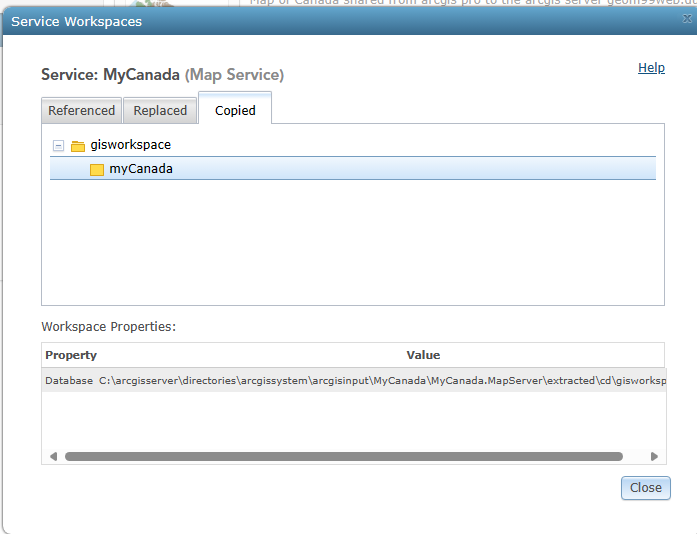 Map of Canada shared from arcgis pro to the arcgis server
Service Workspaces
Service: MyCanada (Map Service)
Help
Referenced Replaced Copied
gisworkspace
myCanada
Workspace Properties:
Property Value
Database C:\arcgisserver\directories\arcgissystem\arcgisinput\MyCanada\MyCanada.MapServer\extracted\cd\gisworksp
Close